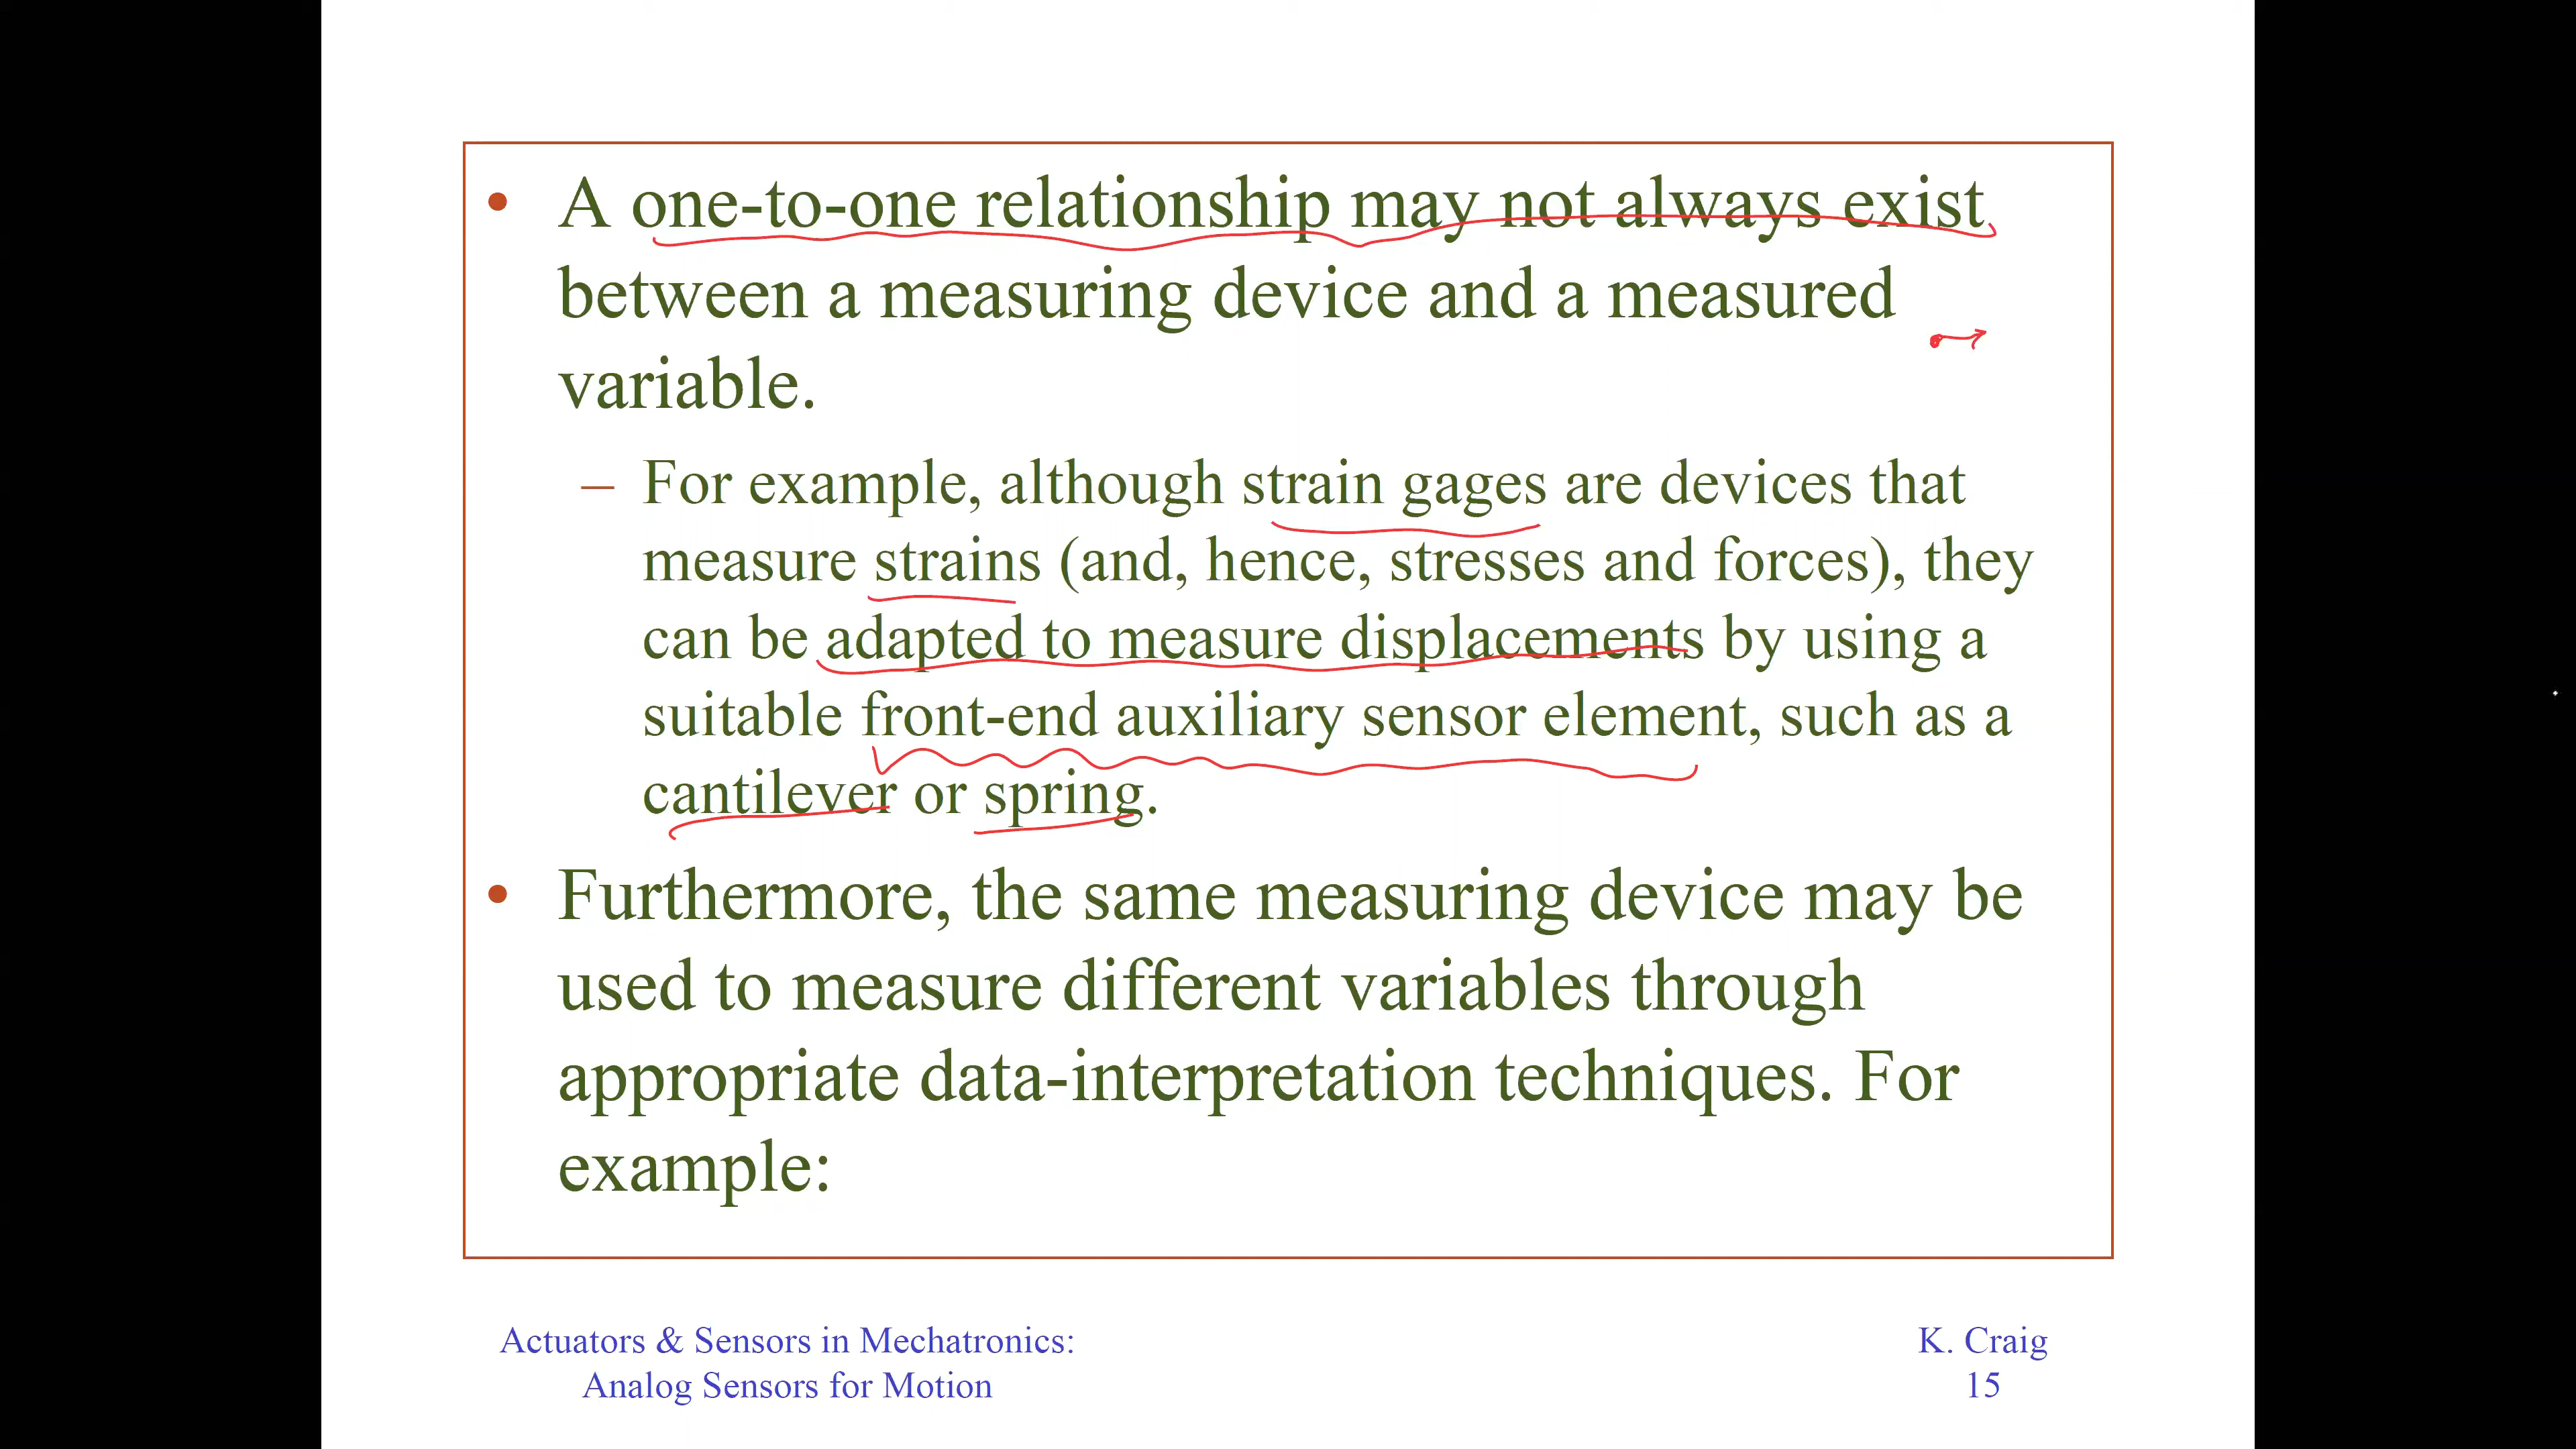 • A one-to-one relationship may not always exist
between a measuring device and a measured
variable.
– For example, although strain gages are devices that
measure strains (and, hence, stresses and forces), they
can be adapted to measure displacements by using a
suitable front-end auxiliary sensor element, such as a
cantilever or spring.
• Furthermore, the same measuring device may be
used to measure different variables through
appropriate data-interpretation techniques. For
example:
Actuators & Sensors in Mechatronics:
Analog Sensors for Motion
K. Craig
15